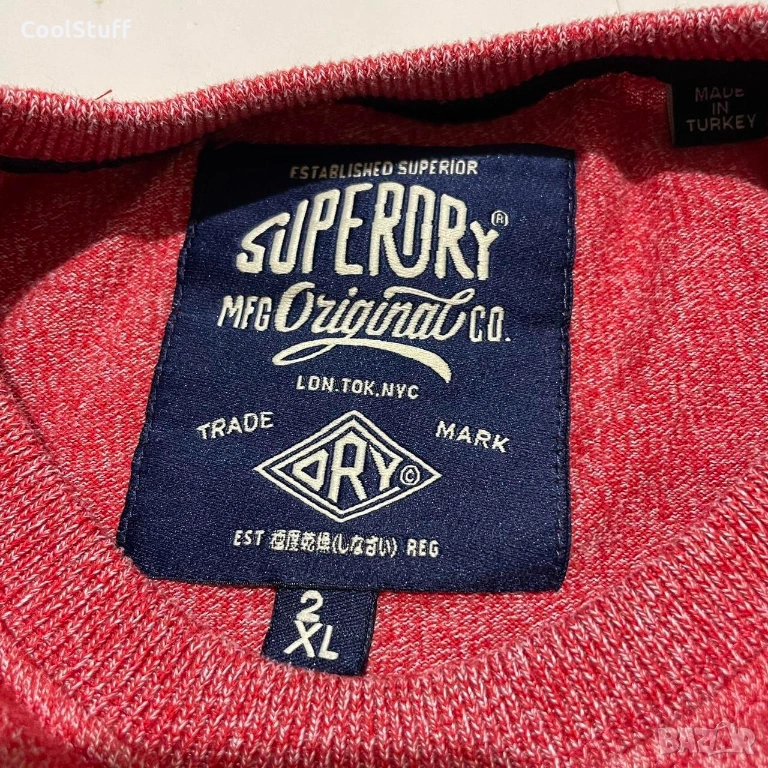 CoolStuff
MADE
IN
TURKEY
ESTABLISHED SUPERIOR
SUPERDRY®
MFG Original CO.
LDN.TOK.NYC
TRADE MARK
DRY©
EST 極度乾燥(しなさい) REG
2
XL
BAZAR